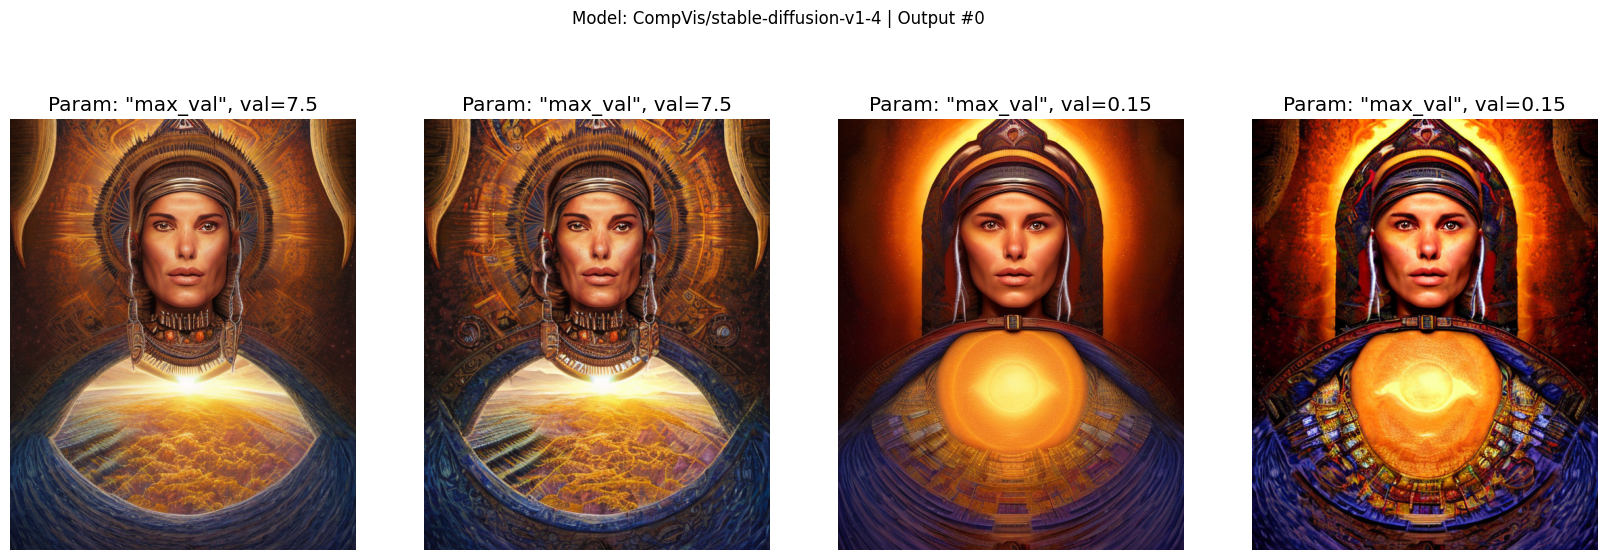 Model: CompVis/stable-diffusion-v1-4 | Output #0
Param: "max_val", val=7.5
Param: "max_val", val=7.5
Param: "max_val", val=0.15
Param: "max_val", val=0.15